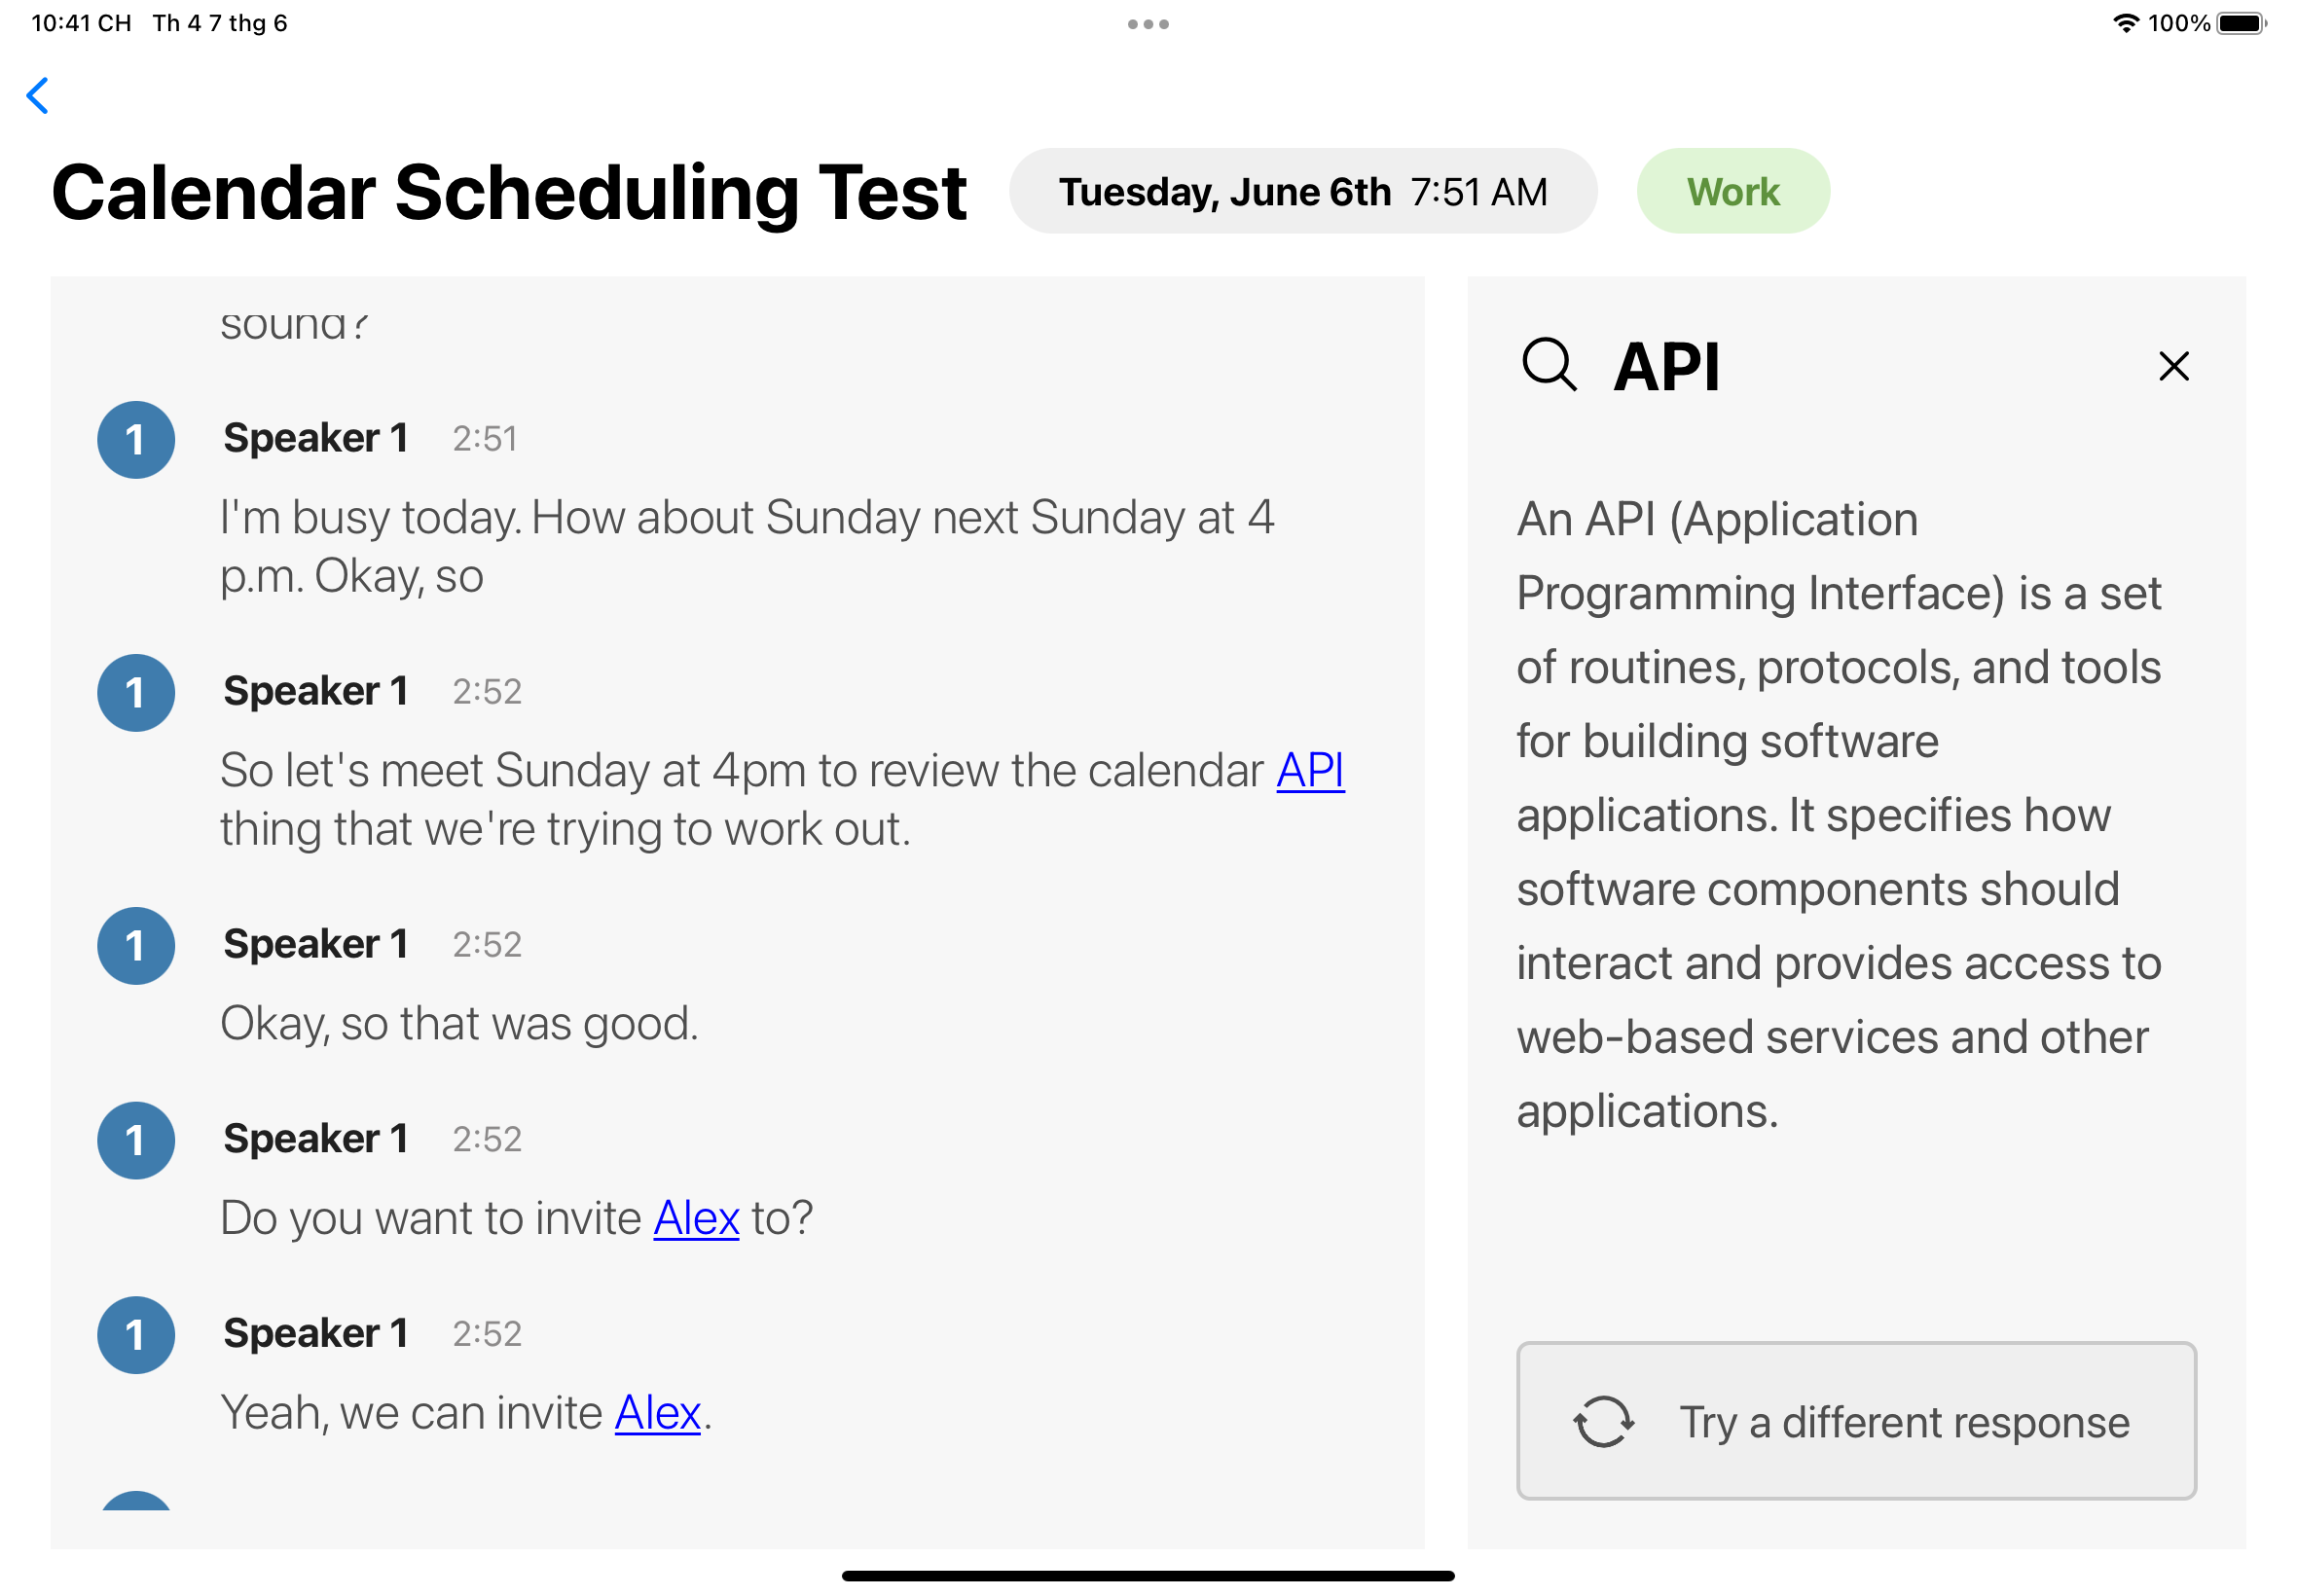 10:41 CH Th 4 7 thg 6
100%
Calendar Scheduling Test
Tuesday, June 6th 7:51 AM
Work
sound?
1 Speaker 1 2:51
I'm busy today. How about Sunday next Sunday at 4
p.m. Okay, so
1 Speaker 1 2:52
So let's meet Sunday at 4pm to review the calendar API
thing that we're trying to work out.
1 Speaker 1 2:52
Okay, so that was good.
1 Speaker 1 2:52
Do you want to invite Alex to?
1 Speaker 1 2:52
Yeah, we can invite Alex.
API
An API (Application
Programming Interface) is a set
of routines, protocols, and tools
for building software
applications. It specifies how
software components should
interact and provides access to
web-based services and other
applications.
Try a different response